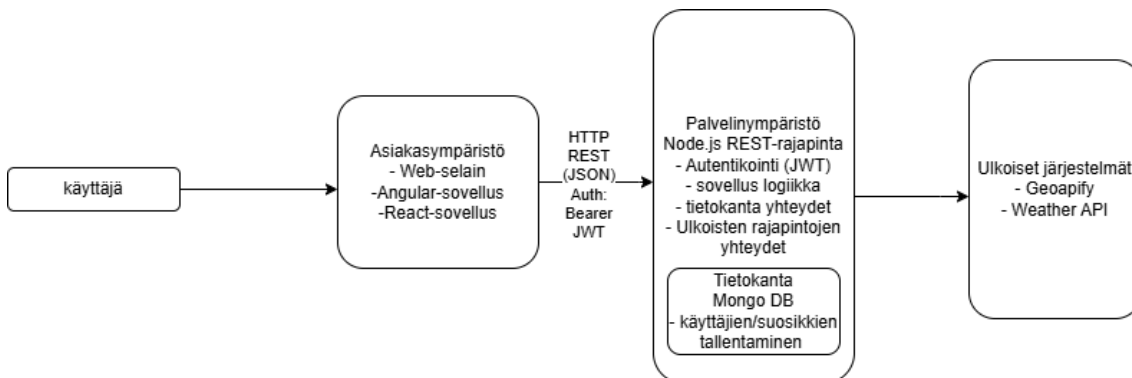 käyttäjä
Asiakasympäristö
- Web-selain
-Angular-sovellus
-React-sovellus
HTTP
REST
(JSON)
Auth:
Bearer
JWT
Palvelinympäristö
Node.js REST-rajapinta
- Autentikointi (JWT)
- sovellus logiikka
- tietokanta yhteydet
- Ulkoisten rajapintojen
yhteydet
Tietokanta
Mongo DB
- käyttäjien/suosikkien
tallentaminen
Ulkoiset järjestelmät
- Geoapify
- Weather API